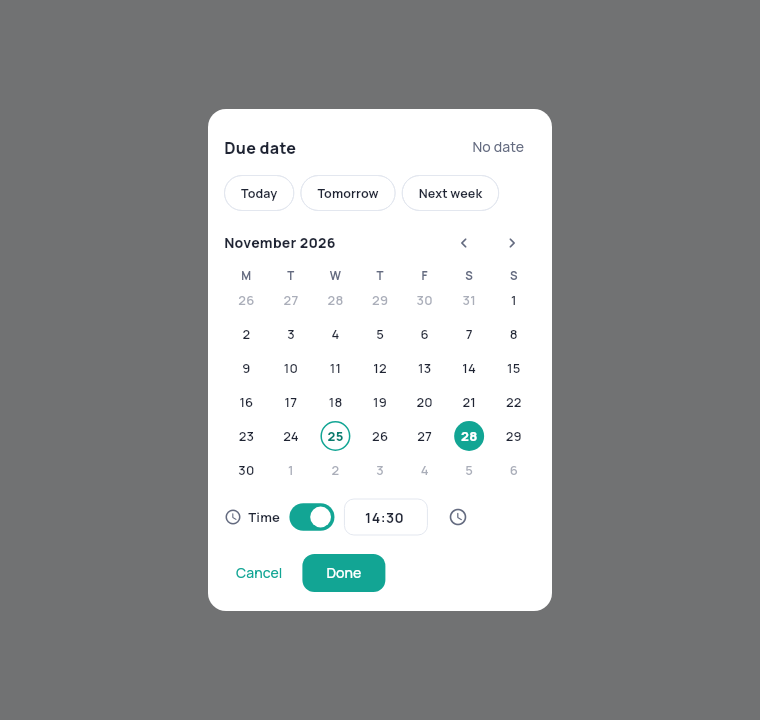 Due date No date
Today Tomorrow Next week
November 2026
M T W T F S S
26 27 28 29 30 31 1
2 3 4 5 6 7 8
9 10 11 12 13 14 15
16 17 18 19 20 21 22
23 24 25 26 27 28 29
30 1 2 3 4 5 6
Time 14:30
Cancel Done